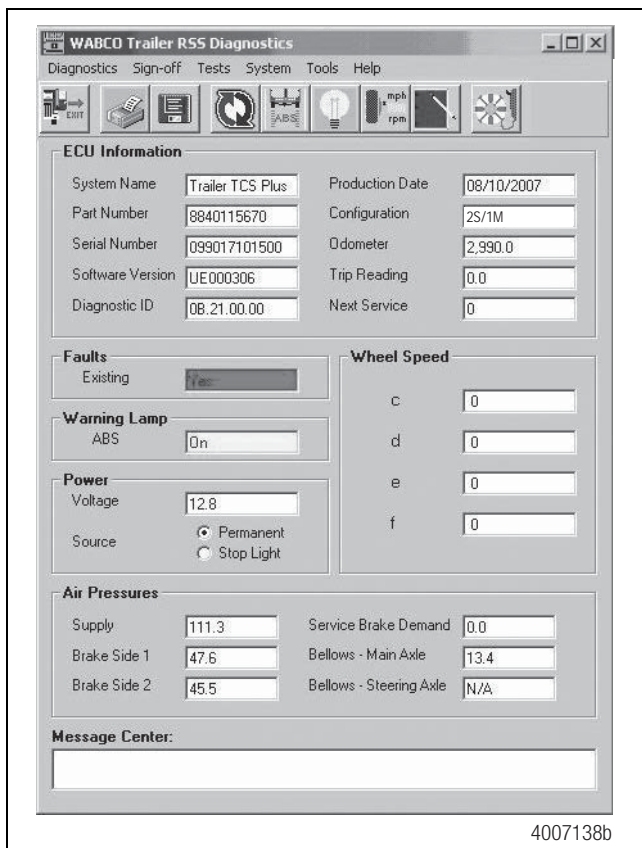 WABCO Trailer RSS Diagnostics
Diagnostics Sign-off Tests System Tools Help
EXIT ABS mph rpm
ECU Information
System Name Trailer TCS Plus Production Date 08/10/2007
Part Number 8840115670 Configuration 2S/1M
Serial Number 099017101500 Odometer 2,990.0
Software Version UE000306 Trip Reading 0.0
Diagnostic ID 0B.21.00.00 Next Service 0
Faults
Existing Yes
Warning Lamp
ABS On
Power
Voltage 12.8
Source Permanent
Stop Light
Wheel Speed
c 0
d 0
e 0
f 0
Air Pressures
Supply 111.3 Service Brake Demand 0.0
Brake Side 1 47.6 Bellows - Main Axle 13.4
Brake Side 2 45.5 Bellows - Steering Axle N/A
Message Center:
4007138b